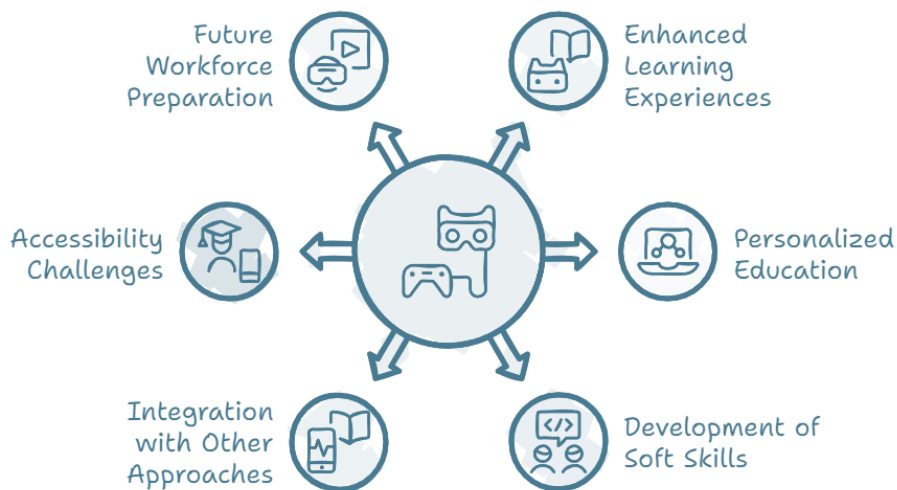 Future
Workforce
Preparation
Enhanced
Learning
Experiences
Accessibility
Challenges
Personalized
Education
Integration
with Other
Approaches
</>
Development of
Soft Skills